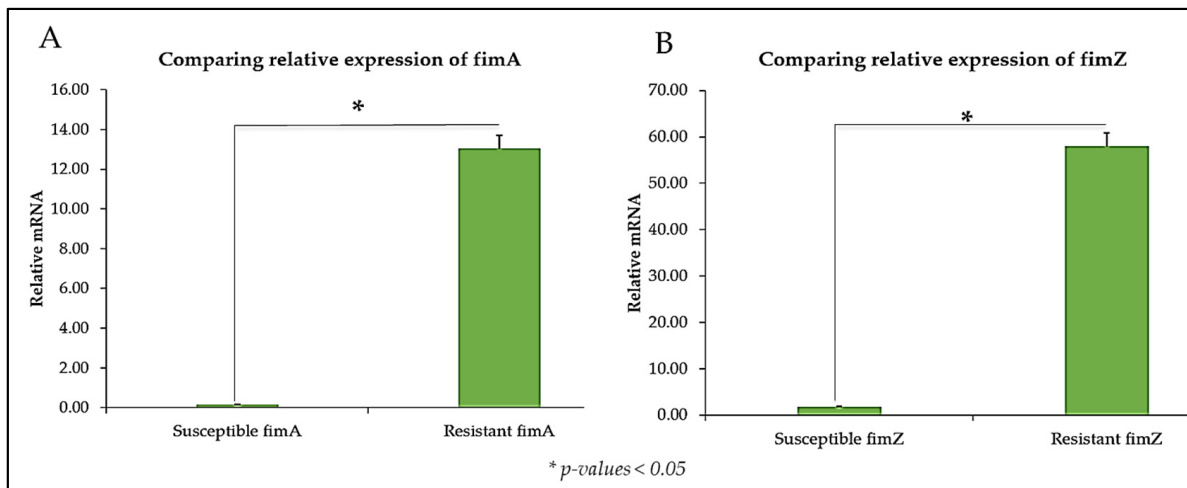 A
Comparing relative expression of fimA
16.00
14.00
12.00
10.00
8.00
6.00
4.00
2.00
0.00
Relative mRNA
*
Susceptible fimA
Resistant fimA
B
Comparing relative expression of fimZ
70.00
60.00
50.00
40.00
30.00
20.00
10.00
0.00
Relative mRNA
*
Susceptible fimZ
Resistant fimZ
* p-values < 0.05